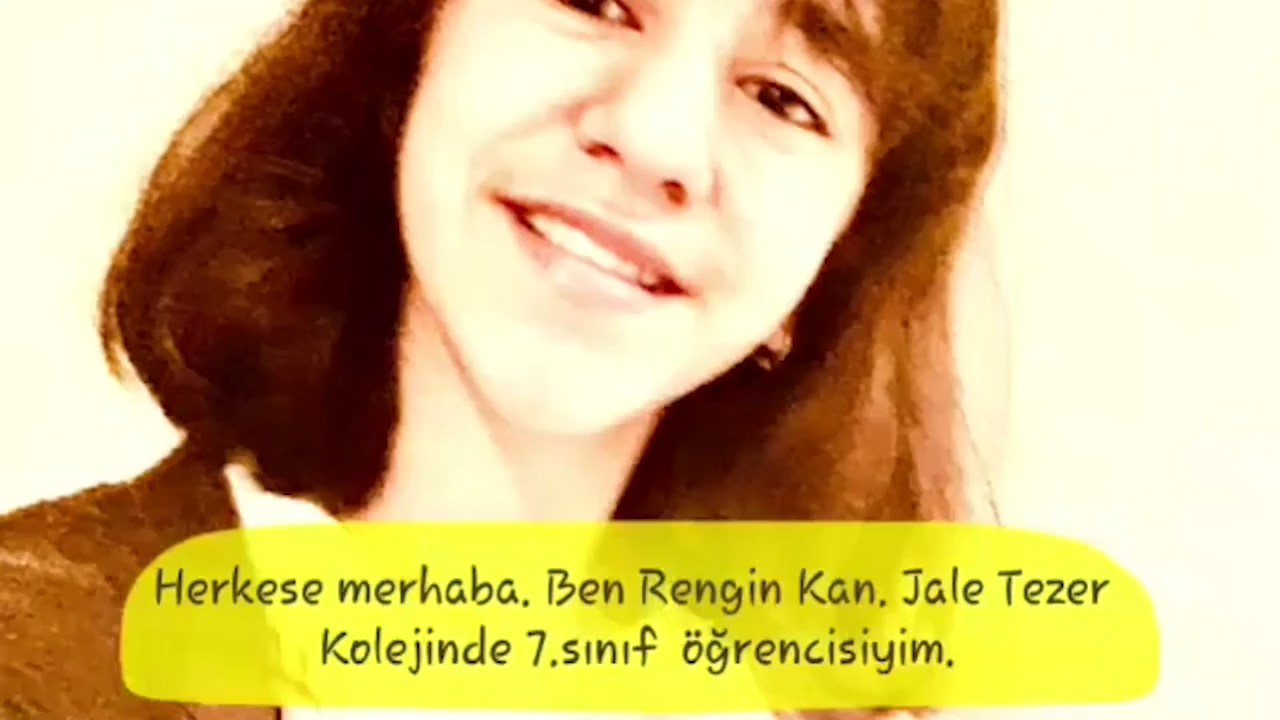 Herkese merhaba. Ben Rengin Kan. Jale Tezer
Kolejinde 7.sınıf öğrencisiyim.